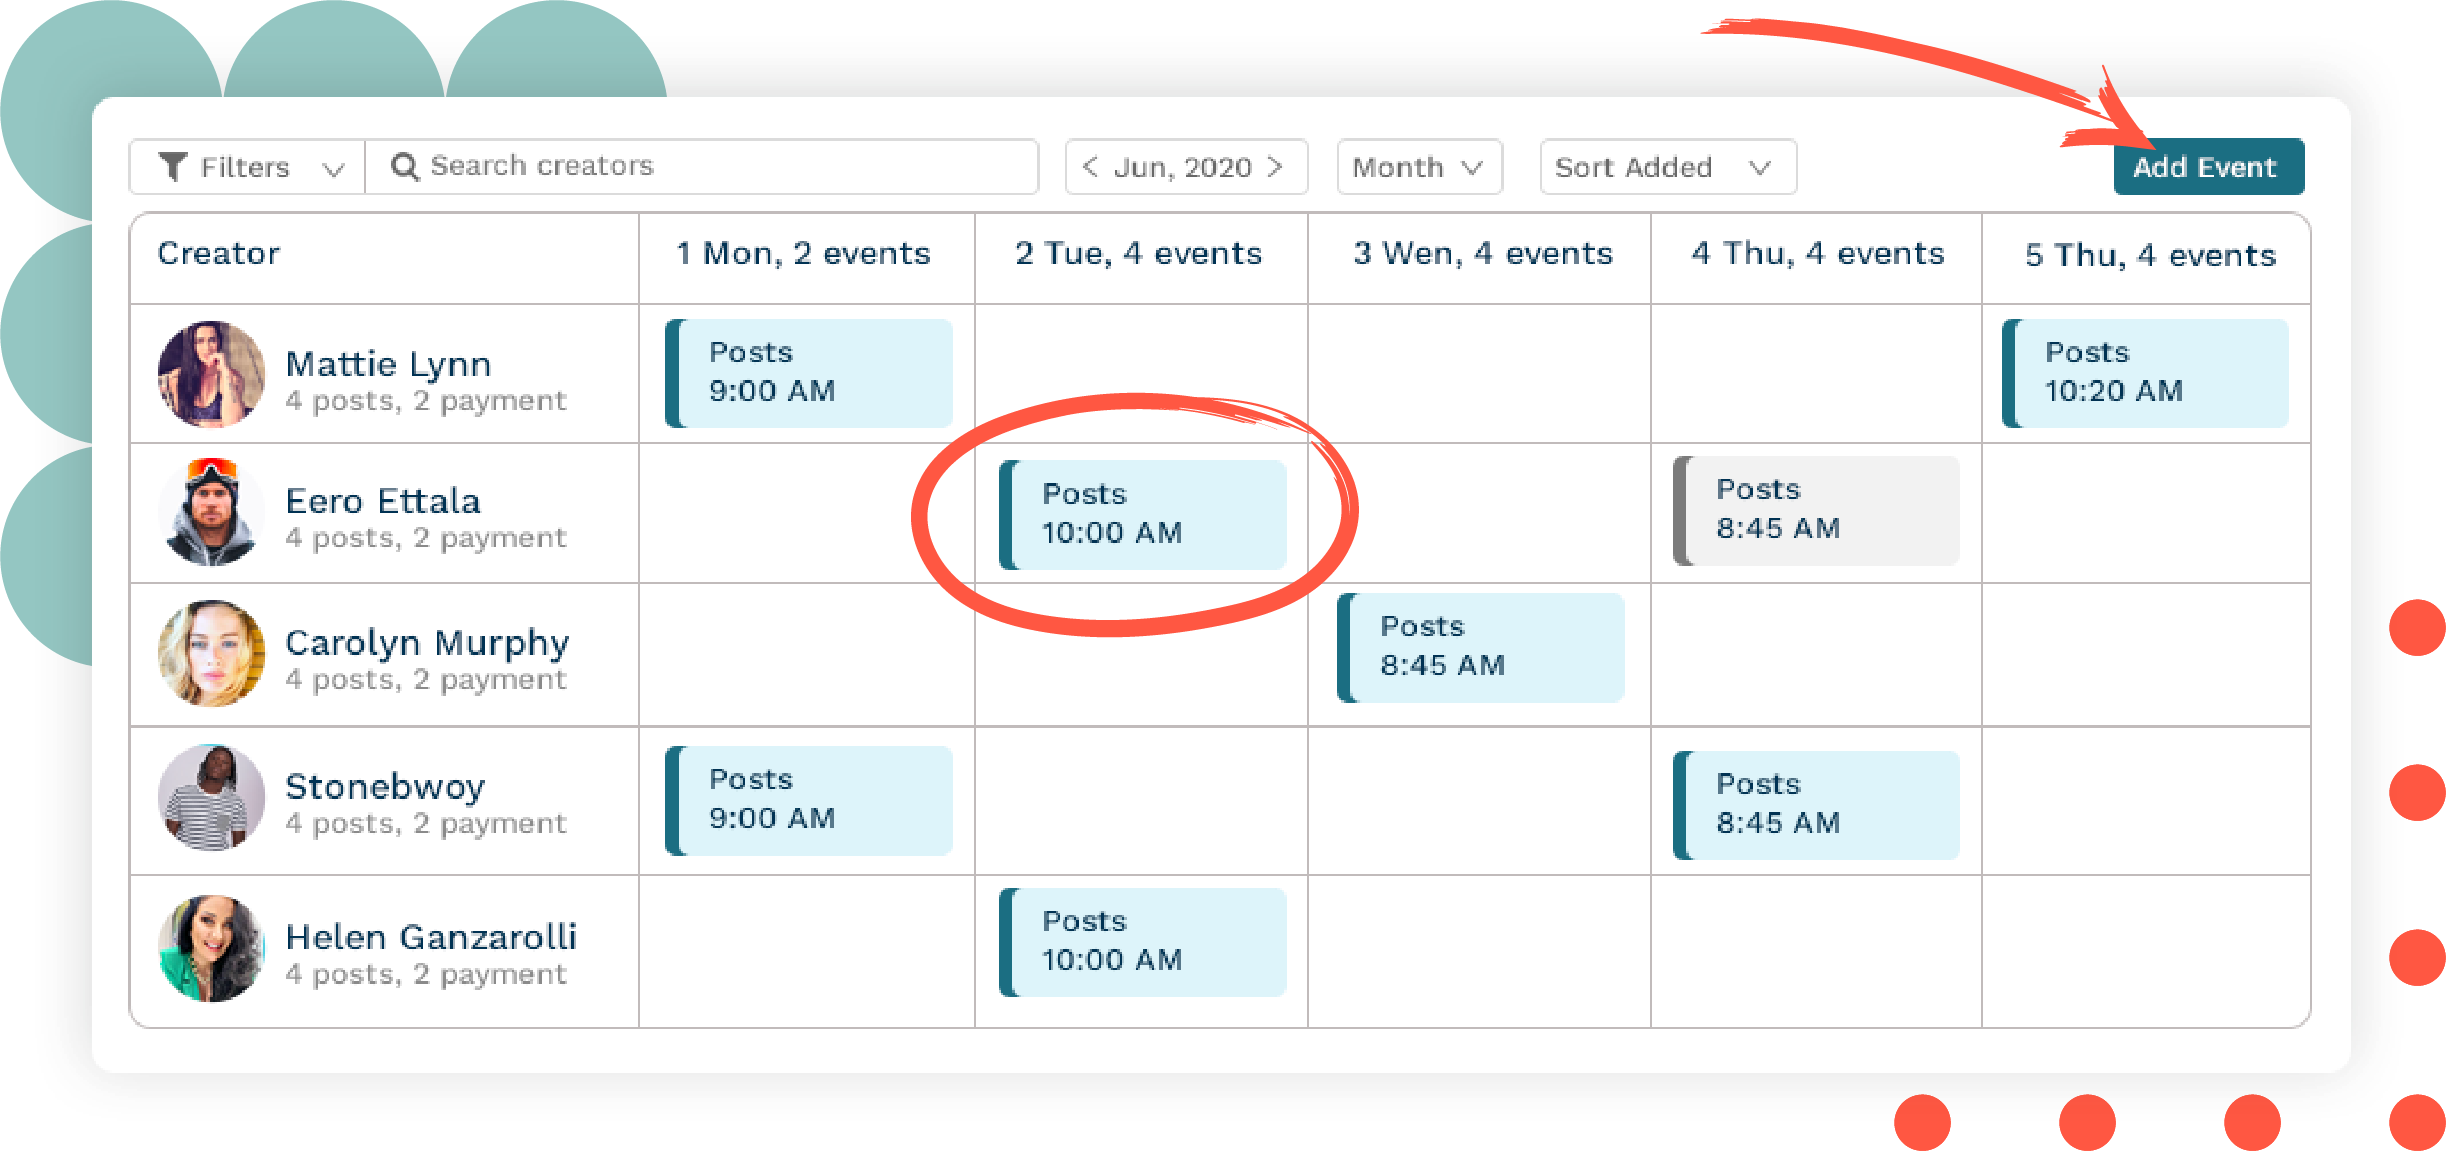 Filters
Search creators
Jun, 2020
Month
Sort Added
Add Event
Creator
1 Mon, 2 events
2 Tue, 4 events
3 Wen, 4 events
4 Thu, 4 events
5 Thu, 4 events
Mattie Lynn
4 posts, 2 payment
Posts
9:00 AM
Posts
10:20 AM
Eero Ettala
4 posts, 2 payment
Posts
10:00 AM
Posts
8:45 AM
Carolyn Murphy
4 posts, 2 payment
Posts
8:45 AM
Stonebwoy
4 posts, 2 payment
Posts
9:00 AM
Posts
8:45 AM
Helen Ganzarolli
4 posts, 2 payment
Posts
10:00 AM